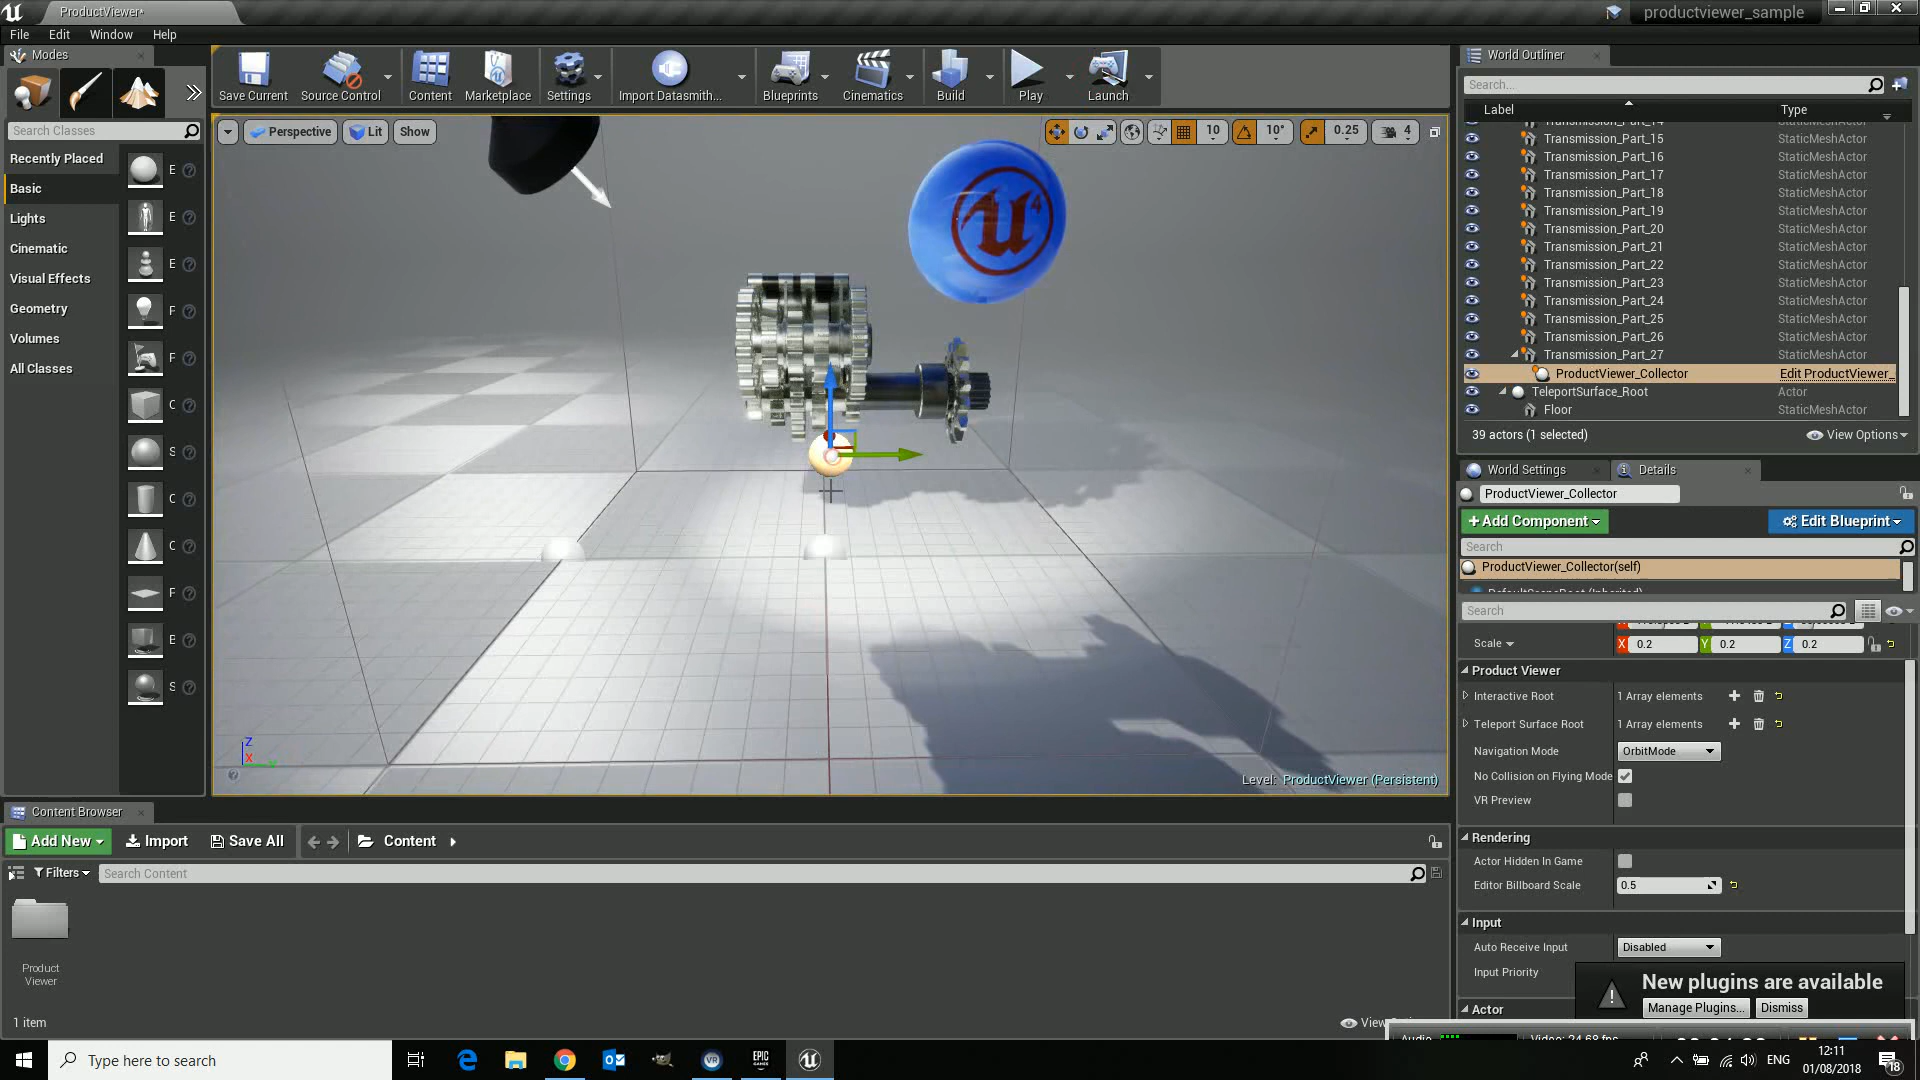 ProductViewer*
productviewer_sample
File Edit Window Help
Modes
Search Classes
Recently Placed
Basic
Lights
Cinematic
Visual Effects
Geometry
Volumes
All Classes
E
E
E
F
F
C
S
C
C
F
E
S
Save Current
Source Control
Content
Marketplace
Settings
Import Datasmith...
Blueprints
Cinematics
Build
Play
Launch
Perspective
Lit
Show
10
10°
0.25
4
Z
X
Level: ProductViewer (Persistent)
World Outliner
Search...
Label Type
Transmission_Part_14
Transmission_Part_15 StaticMeshActor
Transmission_Part_16 StaticMeshActor
Transmission_Part_17 StaticMeshActor
Transmission_Part_18 StaticMeshActor
Transmission_Part_19 StaticMeshActor
Transmission_Part_20 StaticMeshActor
Transmission_Part_21 StaticMeshActor
Transmission_Part_22 StaticMeshActor
Transmission_Part_23 StaticMeshActor
Transmission_Part_24 StaticMeshActor
Transmission_Part_25 StaticMeshActor
Transmission_Part_26 StaticMeshActor
Transmission_Part_27 StaticMeshActor
ProductViewer_Collector Edit ProductViewer_
TeleportSurface_Root Actor
Floor StaticMeshActor
39 actors (1 selected) View Options
World Settings Details
ProductViewer_Collector
+Add Component Edit Blueprint
Search
ProductViewer_Collector(self)
DefaultSceneRoot (Inherited)
Search
Scale X 0.2 Y 0.2 Z 0.2
Product Viewer
Interactive Root 1 Array elements
Teleport Surface Root 1 Array elements
Navigation Mode OrbitMode
No Collision on Flying Mode
VR Preview
Rendering
Actor Hidden In Game
Editor Billboard Scale 0.5
Input
Auto Receive Input Disabled
Input Priority
Actor
New plugins are available
Manage Plugins... Dismiss
Content Browser
Add New Import Save All Content
Filters Search Content
Product
Viewer
1 item
Type here to search
VR
EPIC
GAMES
ENG
12:11
01/08/2018
18